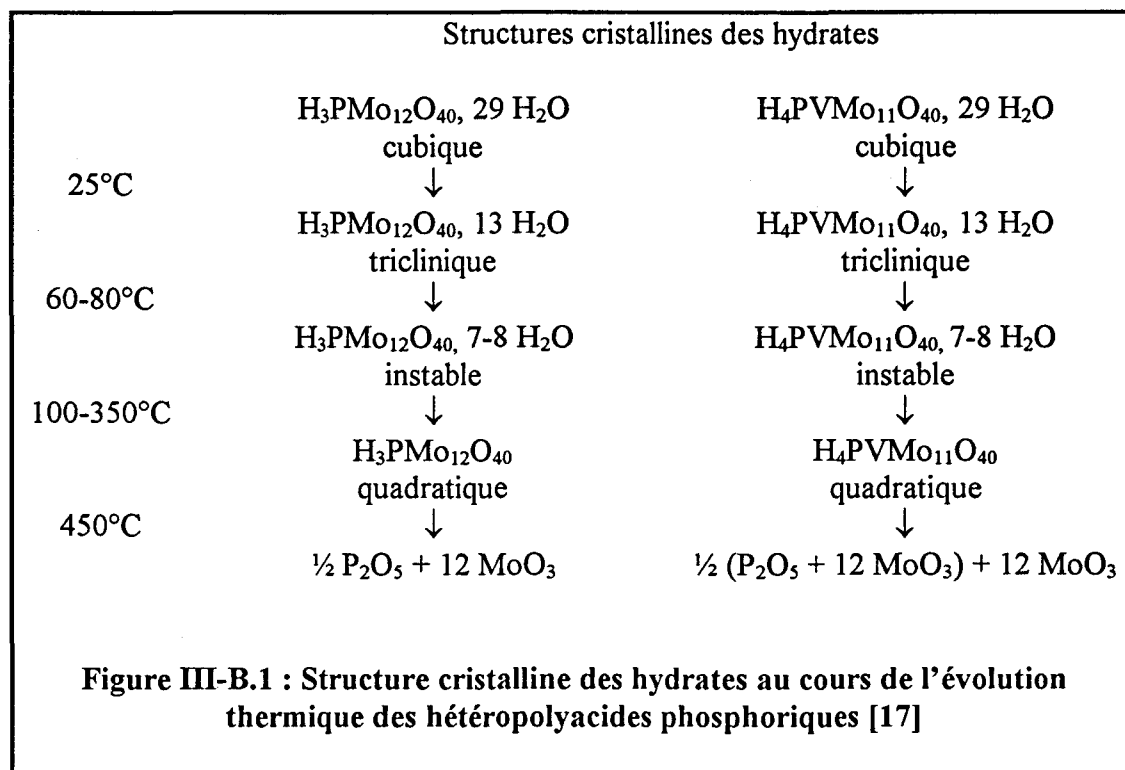 Structures cristallines des hydrates
H₃PMo₁₂O₄₀, 29 H₂O H₄PVMo₁₁O₄₀, 29 H₂O
cubique cubique
25°C ↓ ↓
H₃PMo₁₂O₄₀, 13 H₂O H₄PVMo₁₁O₄₀, 13 H₂O
triclinique triclinique
60-80°C ↓ ↓
H₃PMo₁₂O₄₀, 7-8 H₂O H₄PVMo₁₁O₄₀, 7-8 H₂O
instable instable
100-350°C ↓ ↓
H₃PMo₁₂O₄₀ H₄PVMo₁₁O₄₀
quadratique quadratique
450°C ↓ ↓
½ P₂O₅ + 12 MoO₃ ½ (P₂O₅ + 12 MoO₃) + 12 MoO₃
Figure III-B.1 : Structure cristalline des hydrates au cours de l'évolution
thermique des hétéropolyacides phosphoriques [17]